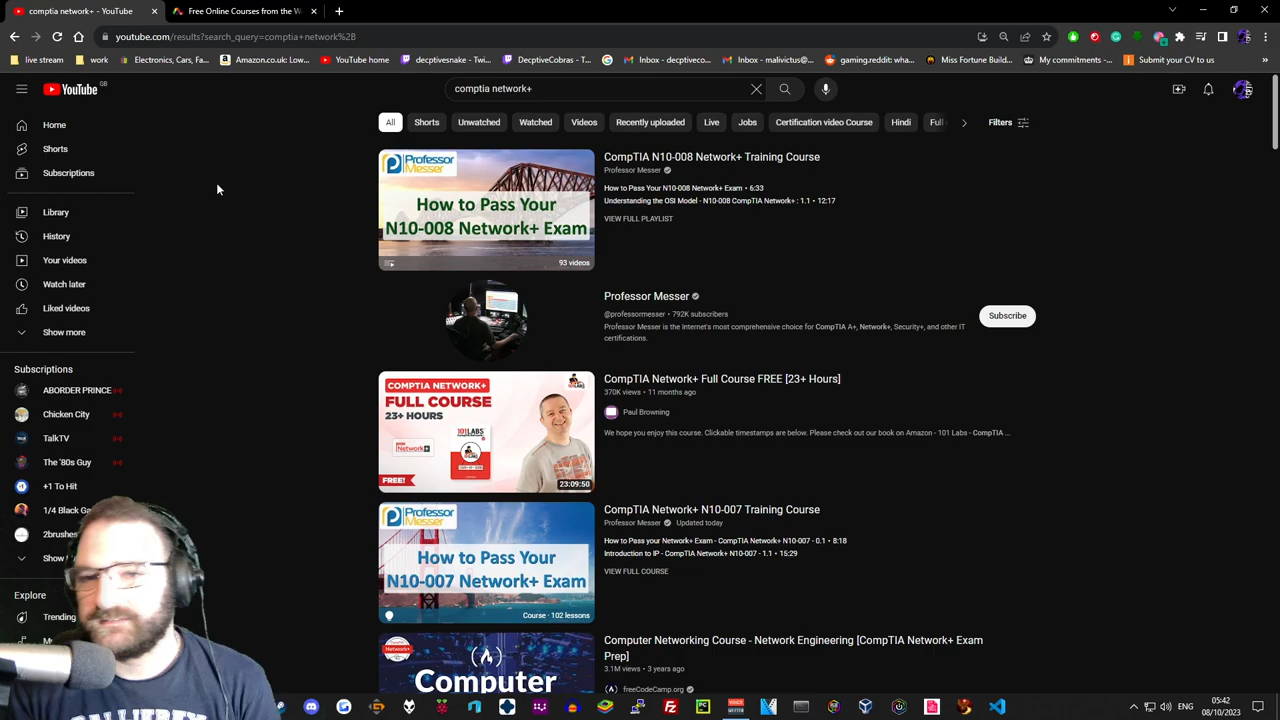 comptia network+ - YouTube
Free Online Courses from the W
youtube.com/results?search_query=comptia+network%2B
live stream
work
Electronics, Cars, Fa...
Amazon.co.uk: Low...
YouTube home
deceptivesnake - Twi...
DecptiveCobras - T...
Inbox - decptiveco...
Inbox - malivictus@...
gaming.reddit: wha...
Miss Fortune Build...
My commitments -...
Submit your CV to us
YouTube GB
comptia network+
All
Shorts
Unwatched
Watched
Videos
Recently uploaded
Live
Jobs
Certification video Course
Hindi
Full
Filters
Home
Shorts
Subscriptions
Library
History
Your videos
Watch later
Liked videos
Show more
Subscriptions
ABORDER PRINCE
Chicken City
TalkTV
The '80s Guy
+1 To Hit
1/4 Black Ga
2brushes
Show
Explore
Trending
Professor Messer
How to Pass Your
N10-008 Network+ Exam
93 videos
CompTIA N10-008 Network+ Training Course
Professor Messer
How to Pass Your N10-008 Network+ Exam • 6:33
Understanding the OSI Model - N10-008 CompTIA Network+ : 1.1 • 12:17
VIEW FULL PLAYLIST
Professor Messer
@professormesser • 792K subscribers
Professor Messer is the Internet's most comprehensive choice for CompTIA A+, Network+, Security+, and other IT
certifications.
Subscribe
COMPTIA NETWORK+
FULL COURSE
23+ HOURS
Network+
101 LABS
FREE!
23:09:50
CompTIA Network+ Full Course FREE [23+ Hours]
370K views • 11 months ago
Paul Browning
We hope you enjoy this course. Clickable timestamps are below. Please check out our book on Amazon - 101 Labs - CompTIA ...
Professor Messer
How to Pass Your
N10-007 Network+ Exam
Course · 102 lessons
CompTIA Network+ N10-007 Training Course
Professor Messer Updated today
How to Pass your Network+ Exam - CompTIA Network+ N10-007 - 0.1 • 8:18
Introduction to IP - CompTIA Network+ N10-007 - 1.1 • 15:29
VIEW FULL COURSE
Network+
Computer
Computer Networking Course - Network Engineering [CompTIA Network+ Exam
Prep]
3.1M views • 3 years ago
freeCodeCamp.org
ENG
05:42
08/10/2023